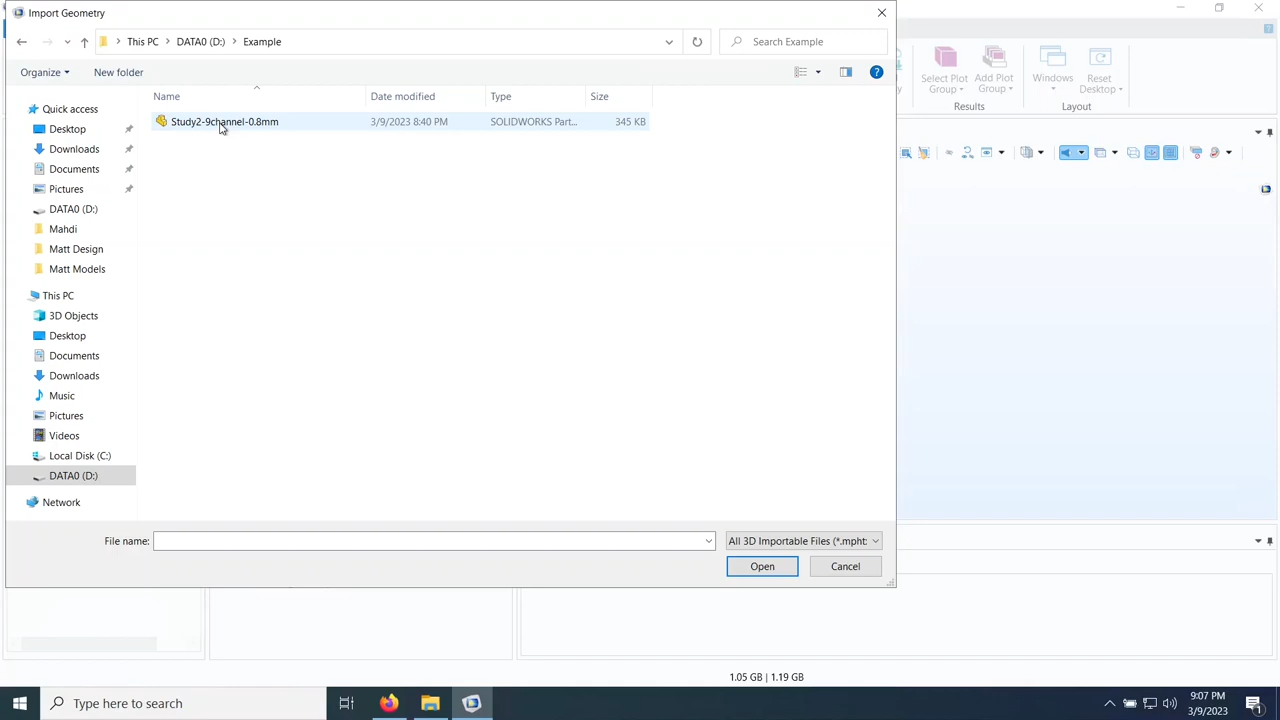 Import Geometry
This PC
DATA0 (D:)
Example
Search Example
Organize
New folder
Name
Date modified
Type
Size
Study2-9channel-0.8mm
3/9/2023 8:40 PM
SOLIDWORKS Part...
345 KB
Quick access
Desktop
Downloads
Documents
Pictures
DATA0 (D:)
Mahdi
Matt Design
Matt Models
This PC
3D Objects
Desktop
Documents
Downloads
Music
Pictures
Videos
Local Disk (C:)
DATA0 (D:)
Network
File name:
All 3D Importable Files (*.mpht:
Open
Cancel
Select Plot
Group
Add Plot
Group
Windows
Reset
Desktop
Results
Layout
1.05 GB | 1.19 GB
Type here to search
9:07 PM
3/9/2023
1